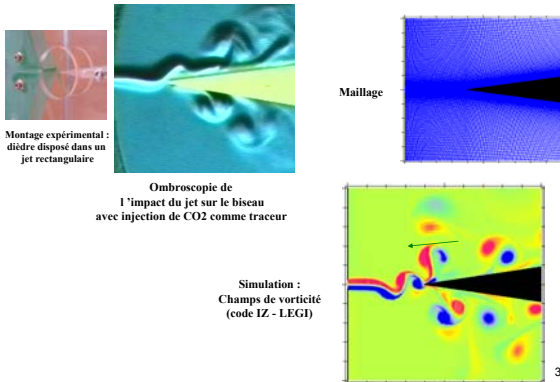 Montage expérimental :
dièdre disposé dans un
jet rectangulaire
Ombroscopie de
l ’impact du jet sur le biseau
avec injection de CO2 comme traceur
Maillage
Simulation :
Champs de vorticité
(code IZ - LEGI)
3